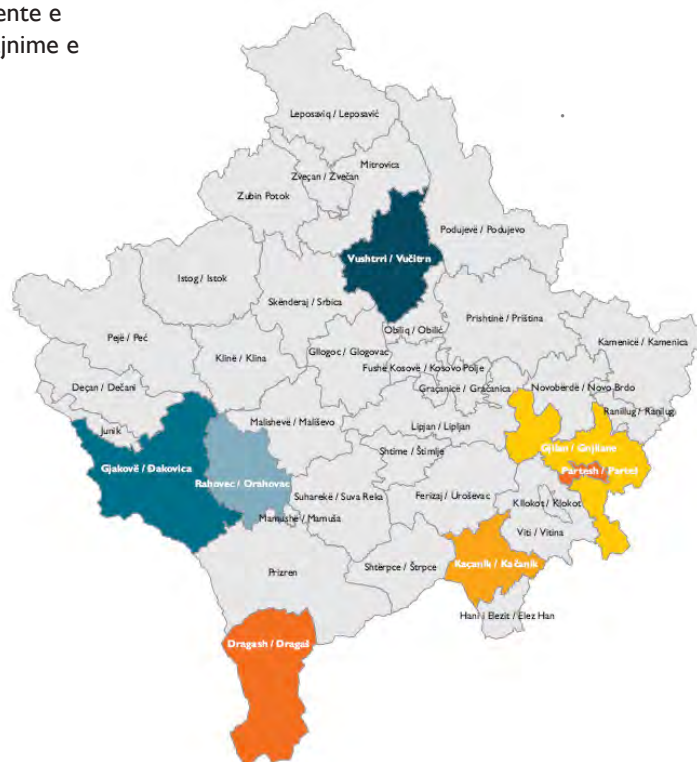 ente e
jnime e
Leposaviq / Leposavić
Mitrovica
Zveçan / Zvečan
Zubin Potok
Podujevë / Podujevo
Vushtrri / Vučitrn
Istog / Istok
Skënderaj / Srbica
Prishtinë / Priština
Obiliq / Obilić
Kamenicë / Kamenica
Pejë / Peć
Gllogoc / Glogovac
Klinë / Klina
Fushë Kosovë / Kosovo Polje
Deçan / Dečani
Graçanicë / Gračanica
Novobërdë / Novo Brdo
Ranillug / Ranilug
Junik
Malishevë / Mališevo
Lipjan / Lipljan
Gjilan / Gnjilane
Shtime / Štimlje
Gjakovë / Đakovica
Partesh / Parteš
Rahovec / Orahovac
Suharekë / Suva Reka
Ferizaj / Uroševac
Kllokot / Klokot
Mamushë / Mamuša
Viti / Vitina
Kaçanik / Kačanik
Shtërpce / Štrpce
Prizren
Hani i Elezit / Elez Han
Dragash / Dragaš